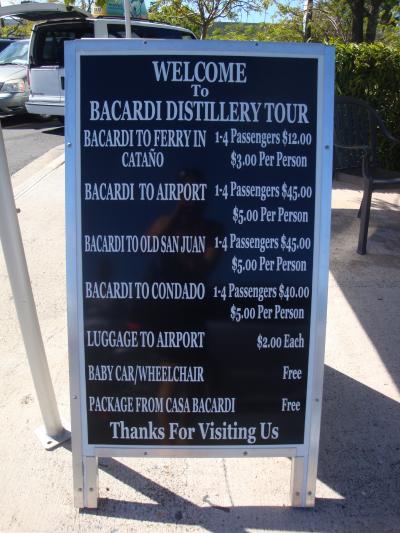 WELCOME
To
BACARDI DISTILLERY TOUR
BACARDI TO FERRY IN CATAÑO 1-4 Passengers $12.00
$3.00 Per Person
BACARDI TO AIRPORT 1-4 Passengers $45.00
$5.00 Per Person
BACARDI TO OLD SAN JUAN 1-4 Passengers $45.00
$5.00 Per Person
BACARDI TO CONDADO 1-4 Passengers $40.00
$5.00 Per Person
LUGGAGE TO AIRPORT $2.00 Each
BABY CAR/WHEELCHAIR Free
PACKAGE FROM CASA BACARDI Free
Thanks For Visiting Us